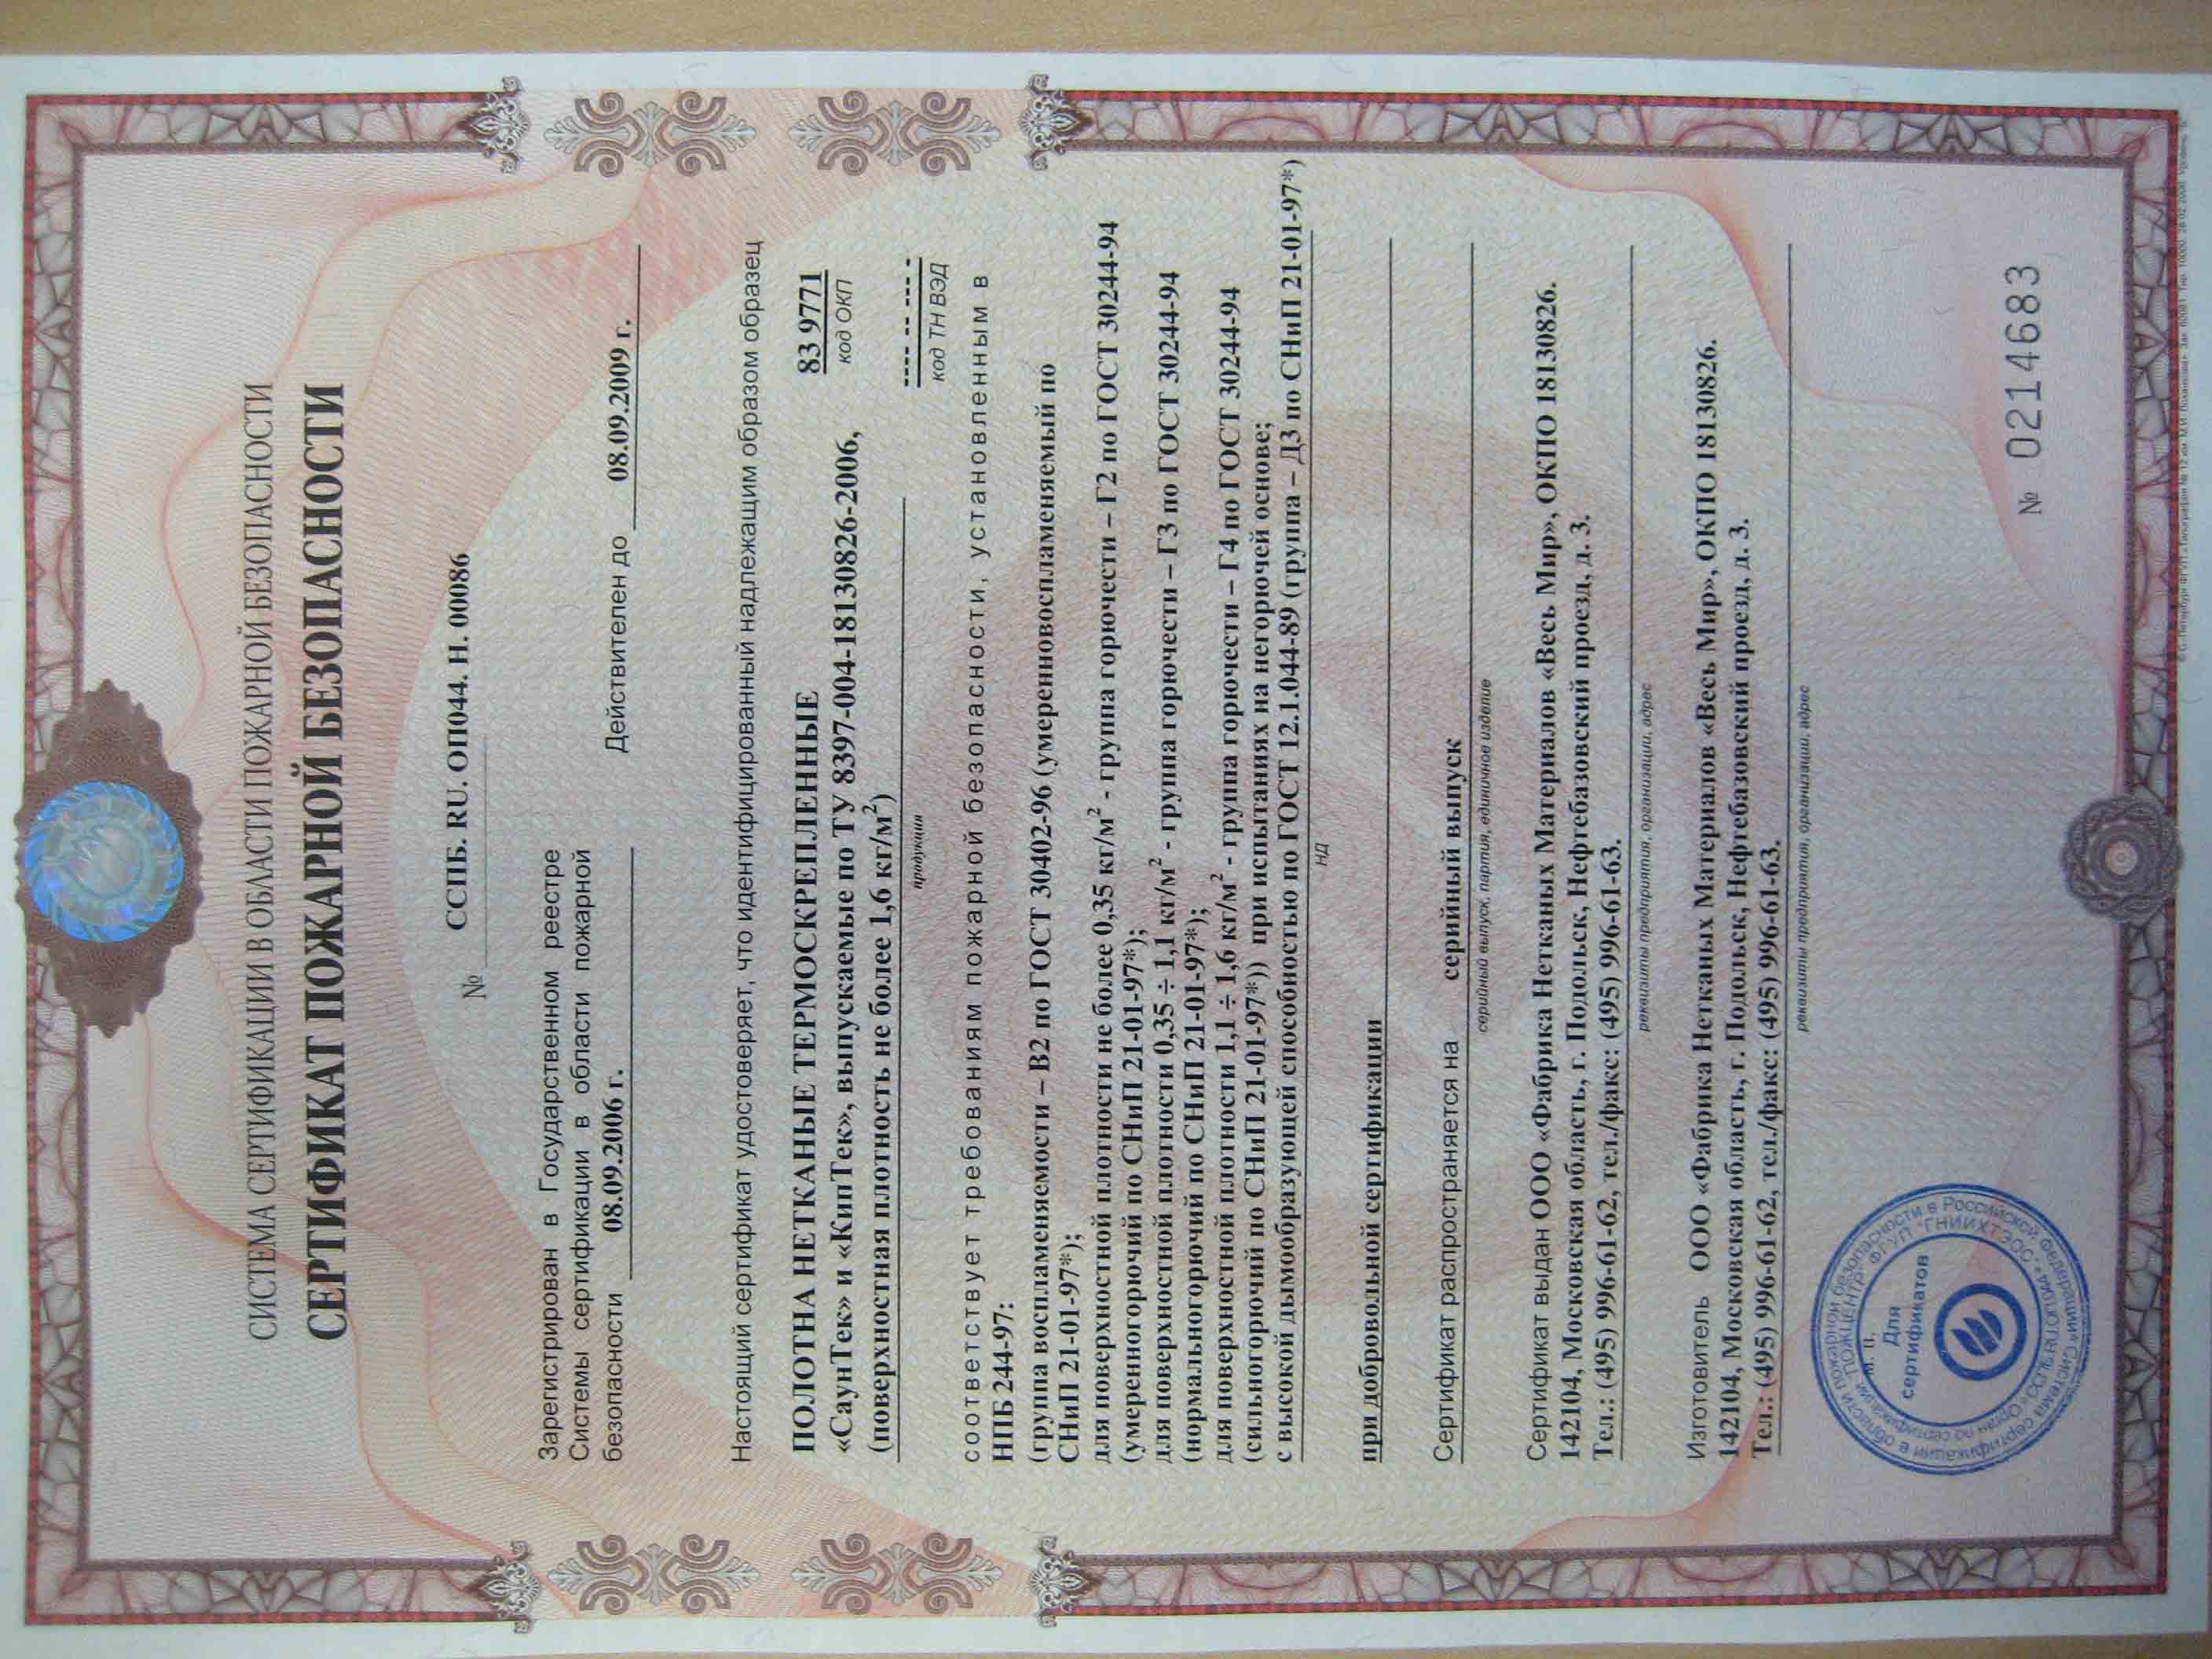 СИСТЕМА СЕРТИФИКАЦИИ В ОБЛАСТИ ПОЖАРНОЙ БЕЗОПАСНОСТИ
СЕРТИФИКАТ ПОЖАРНОЙ БЕЗОПАСНОСТИ
№ ССПБ. RU. ОП044. Н. 00086
Зарегистрирован в Государственном реестре
Системы сертификации в области пожарной
безопасности 08.09.2006 г.
Действителен до 08.09.2009 г.
Настоящий сертификат удостоверяет, что идентифицированный надлежащим образом образец
ПОЛОТНА НЕТКАНЫЕ ТЕРМОСКРЕПЛЕННЫЕ
83 9771
«СаунТек» и «КипТек», выпускаемые по ТУ 8397-004-18130826-2006,
код ОКП
(поверхностная плотность не более 1,6 кг/м²)
продукция
код ТН ВЭД
соответствует требованиям пожарной безопасности, установленным в
НПБ 244-97:
(группа воспламеняемости – В2 по ГОСТ 30402-96 (умеренновоспламеняемый по
СНиП 21-01-97*);
для поверхностной плотности не более 0,35 кг/м² - группа горючести – Г2 по ГОСТ 30244-94
(умеренногорючий по СНиП 21-01-97*);
для поверхностной плотности 0,35 ÷ 1,1 кг/м² - группа горючести – Г3 по ГОСТ 30244-94
(нормальногорючий по СНиП 21-01-97*);
для поверхностной плотности 1,1 ÷ 1,6 кг/м² - группа горючести – Г4 по ГОСТ 30244-94
(сильногорючий по СНиП 21-01-97*)) при испытаниях на негорючей основе;
с высокой дымообразующей способностью по ГОСТ 12.1.044-89 (группа – Д3 по СНиП 21-01-97*)
НД
при добровольной сертификации
Сертификат распространяется на серийный выпуск
серийный выпуск, партия, единичное изделие
Сертификат выдан ООО «Фабрика Нетканых Материалов «Весь Мир», ОКПО 18130826.
142104, Московская область, г. Подольск, Нефтебазовский проезд, д. 3.
Тел.: (495) 996-61-62, тел./факс: (495) 996-61-63.
реквизиты предприятия, организации, адрес
Изготовитель ООО «Фабрика Нетканых Материалов «Весь Мир», ОКПО 18130826.
142104, Московская область, г. Подольск, Нефтебазовский проезд, д. 3.
Тел.: (495) 996-61-62, тел./факс: (495) 996-61-63.
реквизиты предприятия, организации, адрес
М. П.
Для
сертификатов
ФГУП "ГНИИХТЭОС"
№ 0214683